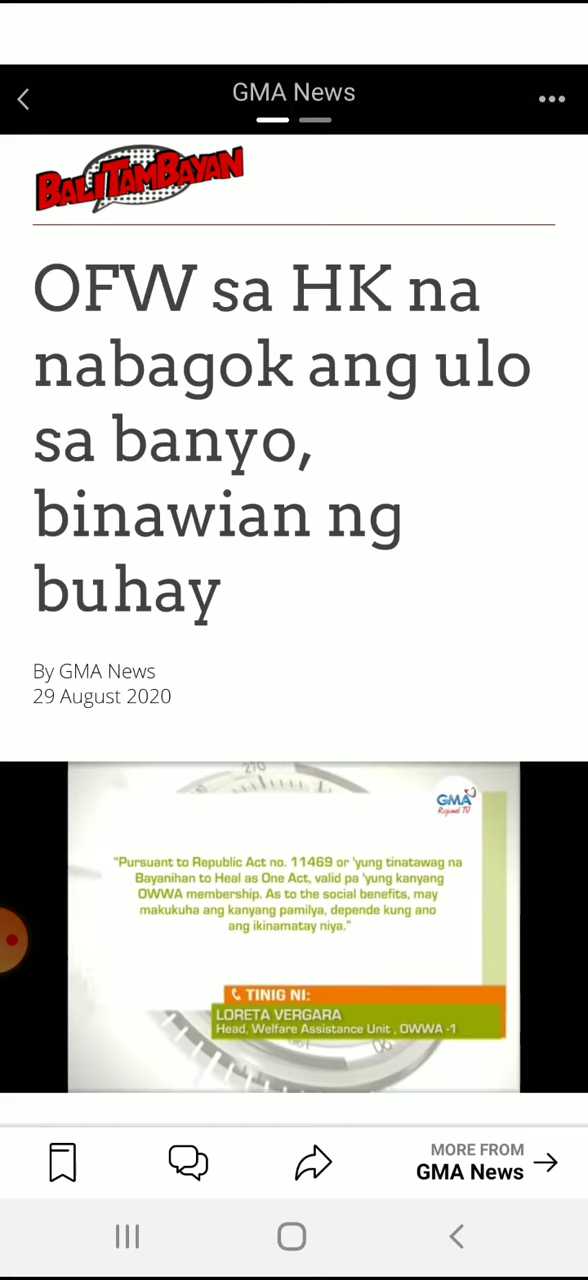 GMA News
BALITAMBAYAN
OFW sa HK na
nabagok ang ulo
sa banyo,
binawian ng
buhay
By GMA News
29 August 2020
270
GMA
Regional TV
"Pursuant to Republic Act no. 11469 or 'yung tinatawag na
Bayanihan to Heal as One Act, valid pa 'yung kanyang
OWWA membership. As to the social benefits, may
makukuha ang kanyang pamilya, depende kung ano
ang ikinamatay niya."
TINIG NI:
LORETA VERGARA
Head, Welfare Assistance Unit , OWWA -1
MORE FROM
GMA News